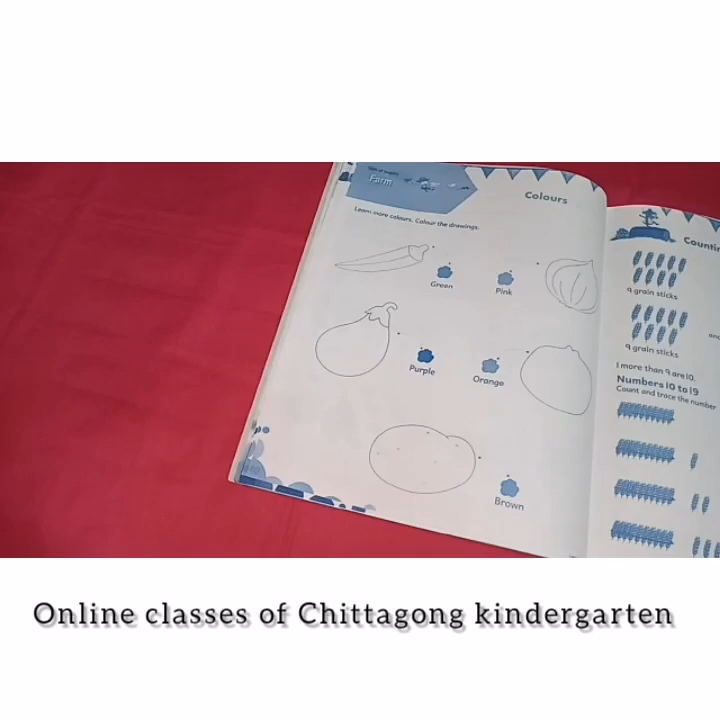 Farm
Colours
Learn more colours. Colour the drawings.
Green
Pink
Purple
Orange
Brown
9 grain sticks
9 grain sticks
1 more than 9 are 10.
Numbers 10 to 19
Count and trace the number
Online classes of Chittagong kindergarten